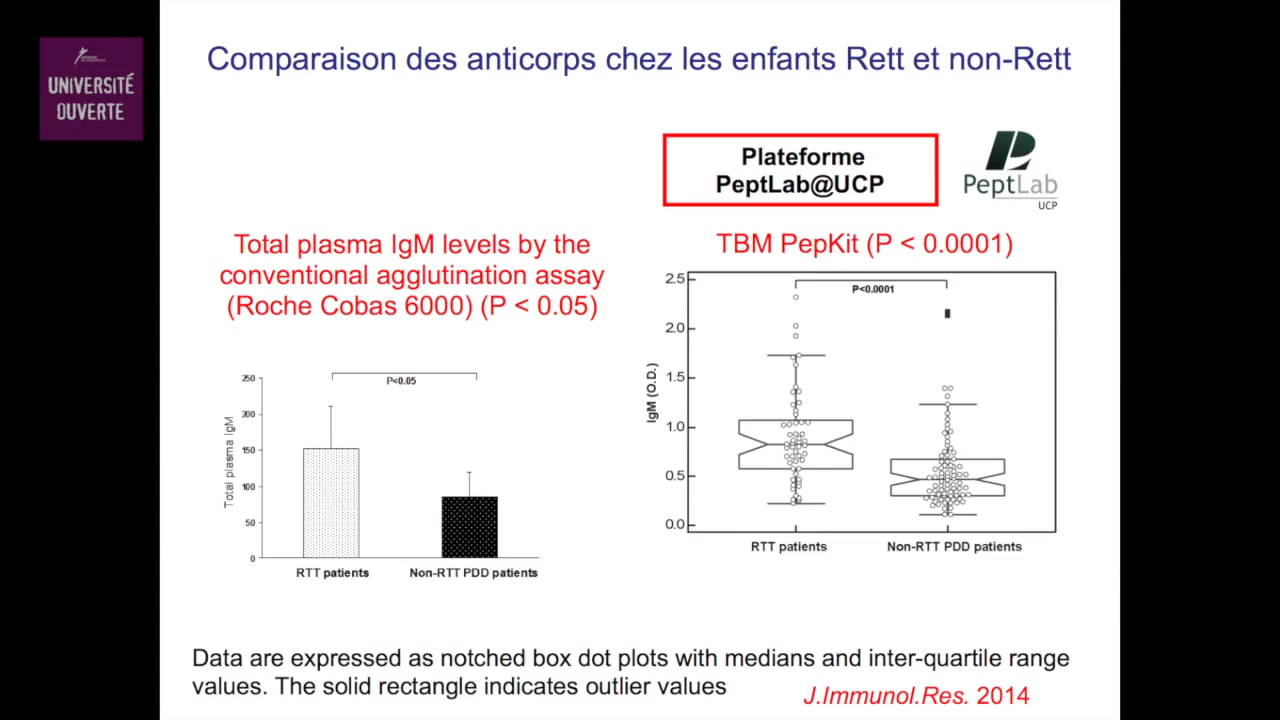 UNIVERSITÉ
OUVERTE
Comparaison des anticorps chez les enfants Rett et non-Rett
Plateforme
PeptLab@UCP
PeptLab
UCP
Total plasma IgM levels by the
conventional agglutination assay
(Roche Cobas 6000) (P < 0.05)
P<0.05
250
200
150
100
50
0
Total plasma IgM
RTT patients
Non-RTT PDD patients
TBM PepKit (P < 0.0001)
P<0.0001
2.5
2.0
1.5
1.0
0.5
0.0
IgM (O.D.)
RTT patients
Non-RTT PDD patients
Data are expressed as notched box dot plots with medians and inter-quartile range
values. The solid rectangle indicates outlier values
J.Immunol.Res. 2014